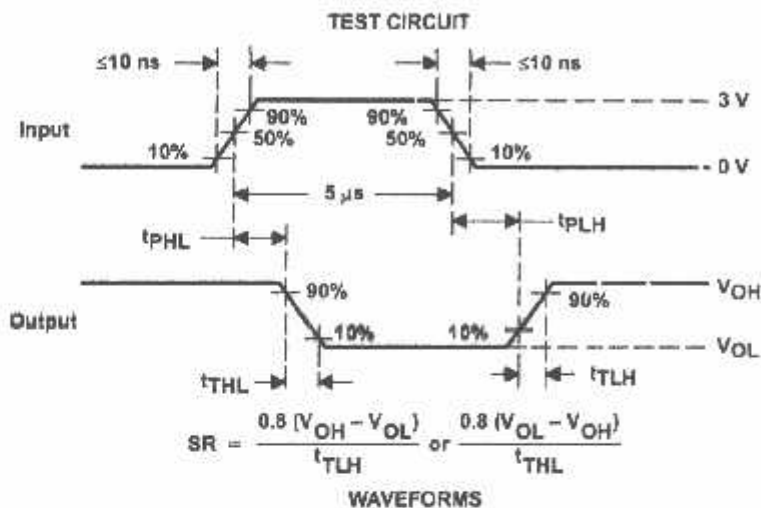 TEST CIRCUIT
≤10 ns
≤10 ns
3 V
90%
90%
Input
50%
50%
10%
10%
0 V
5 μs
tPHL
tPLH
VOH
90%
90%
Output
10%
10%
VOL
tTHL
tTLH
SR = 0.8 (VOH – VOL) / tTLH or 0.8 (VOL – VOH) / tTHL
WAVEFORMS